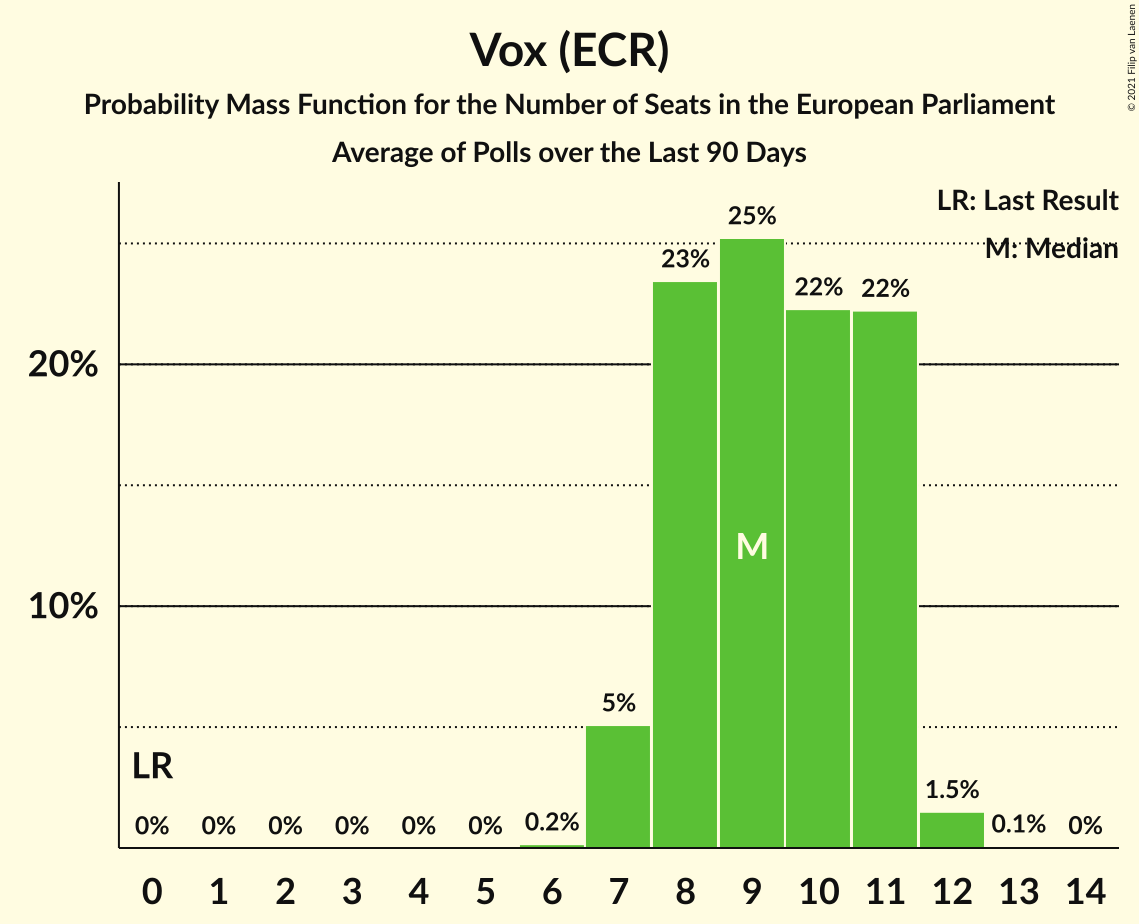 © 2021 Filip van Laenen
Vox (ECR)
Probability Mass Function for the Number of Seats in the European Parliament
Average of Polls over the Last 90 Days
LR: Last Result
M: Median
20%
10%
0% 0% 0% 0% 0% 0% 0.2% 5% 23% 25% 22% 22% 1.5% 0.1% 0%
LR
M
0 1 2 3 4 5 6 7 8 9 10 11 12 13 14